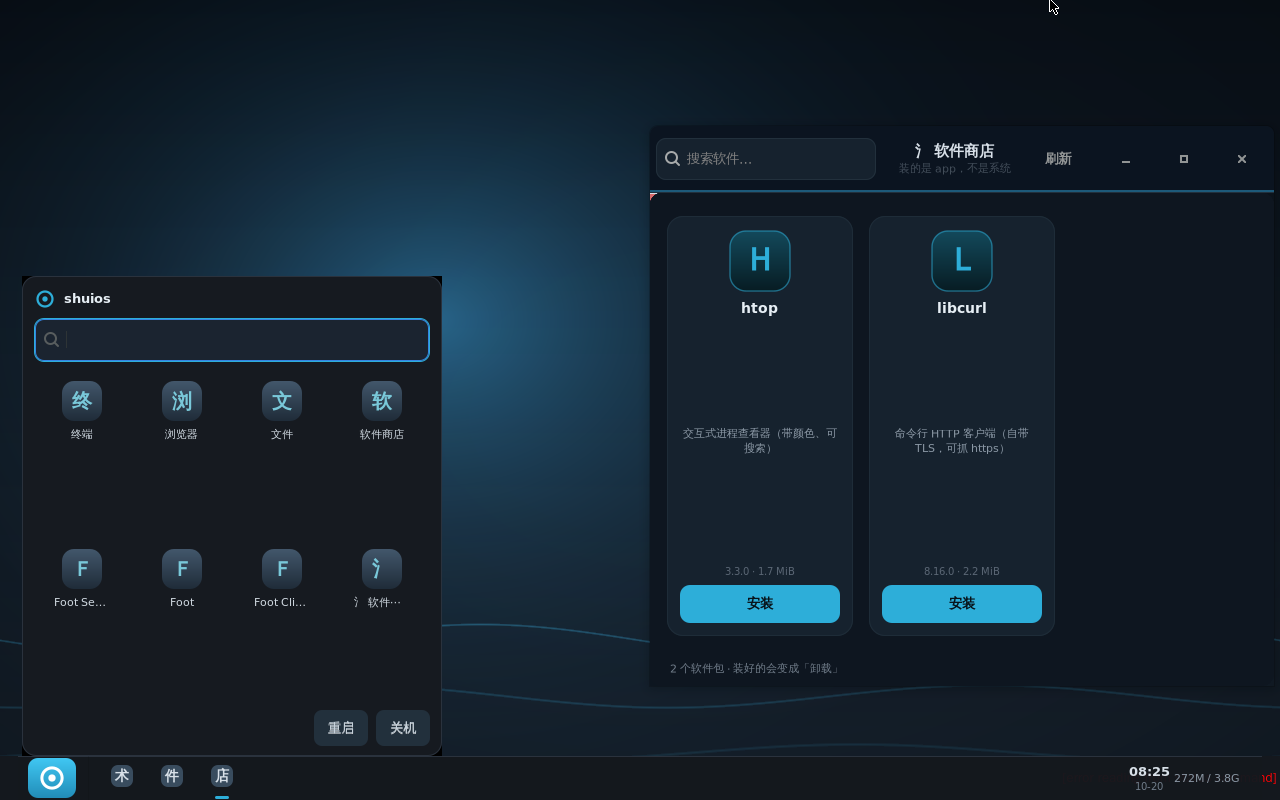 搜索软件...
氵 软件商店
装的是 app，不是系统
刷新
H
L
htop
libcurl
交互式进程查看器（带颜色、可
搜索）
命令行 HTTP 客户端（自带
TLS，可抓 https）
3.3.0 · 1.7 MiB
8.16.0 · 2.2 MiB
安装
安装
2 个软件包 · 装好的会变成「卸载」
shuios
终
浏
文
软
终端
浏览器
文件
软件商店
F
F
F
氵
Foot Se...
Foot
Foot Cli...
氵 软件…
重启
关机
术
件
店
08:25
10-20
272M / 3.8G
nd]